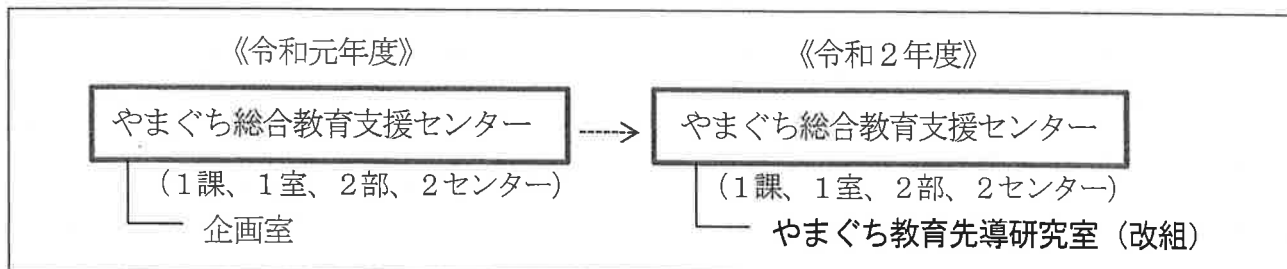 《令和元年度》 《令和２年度》
やまぐち総合教育支援センター やまぐち総合教育支援センター
（１課、１室、２部、２センター） （１課、１室、２部、２センター）
企画室 やまぐち教育先導研究室（改組）